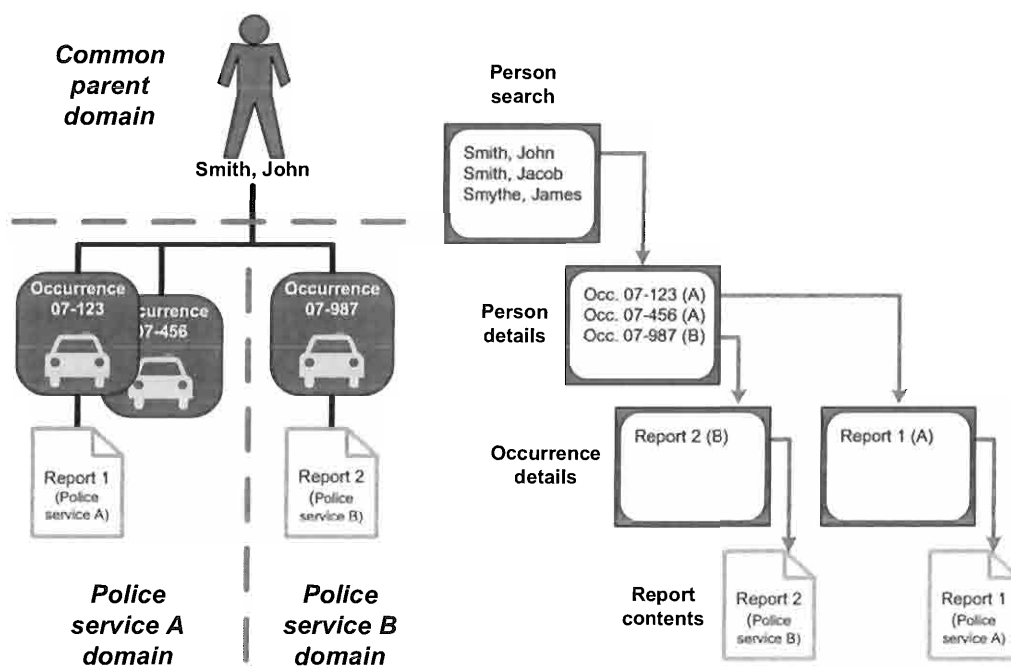 Common
parent
domain
Smith, John
Occurrence
07-123
ccurrence
07-456
Occurrence
07-987
Report 1
(Police
service A)
Report 2
(Police
service B)
Police
service A
domain
Police
service B
domain
Person
search
Smith, John
Smith, Jacob
Smythe, James
Person
details
Occ. 07-123 (A)
Occ. 07-456 (A)
Occ. 07-987 (B)
Occurrence
details
Report 2 (B)
Report 1 (A)
Report
contents
Report 2
(Police
service B)
Report 1
(Police
service A)